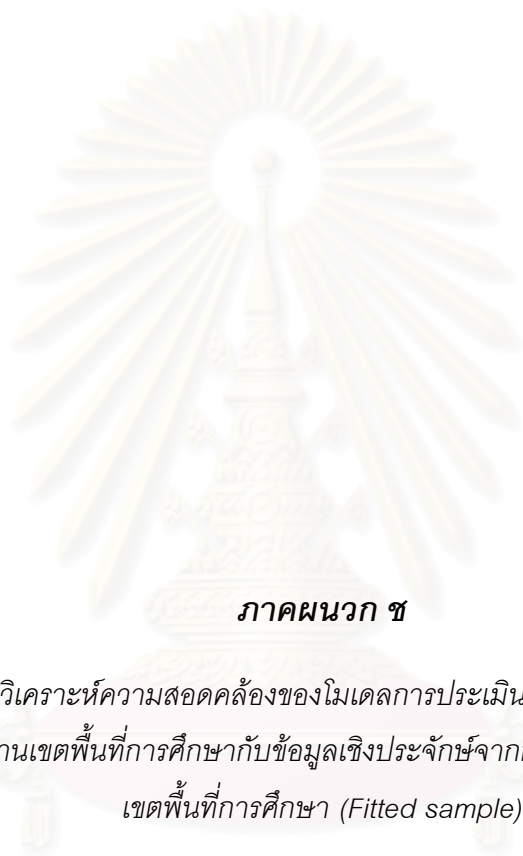 ภาคผนวก ช
วิเคราะห์ความสอดคล้องของโมเดลการประเมิน
เขตพื้นที่การศึกษากับข้อมูลเชิงประจักษ์จาก
เขตพื้นที่การศึกษา (Fitted sample)